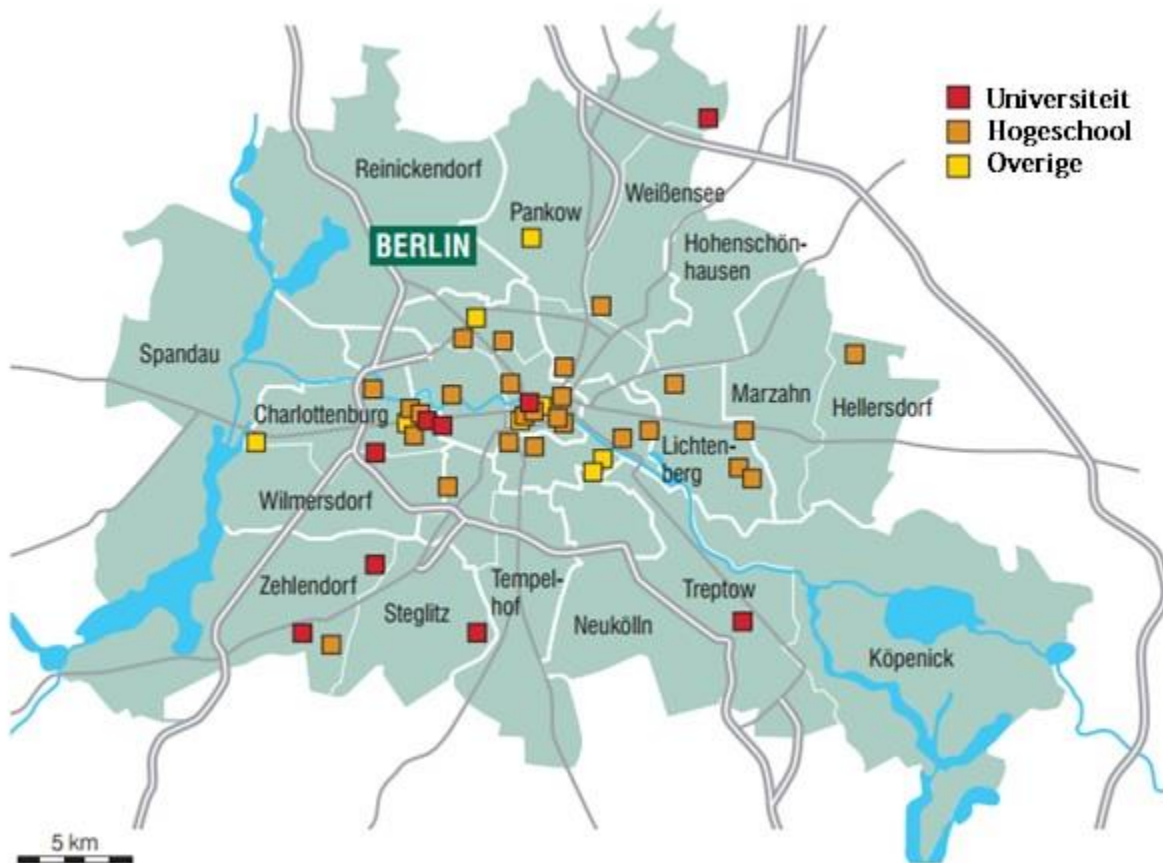 Universiteit
Hogeschool
Overige
Reinickendorf
Weißensee
Pankow
BERLIN
Hohenschön-
hausen
Spandau
Charlottenburg
Marzahn
Hellersdorf
Lichten-
berg
Wilmersdorf
Zehlendorf
Steglitz
Tempel-
hof
Neukölln
Treptow
Köpenick
5 km